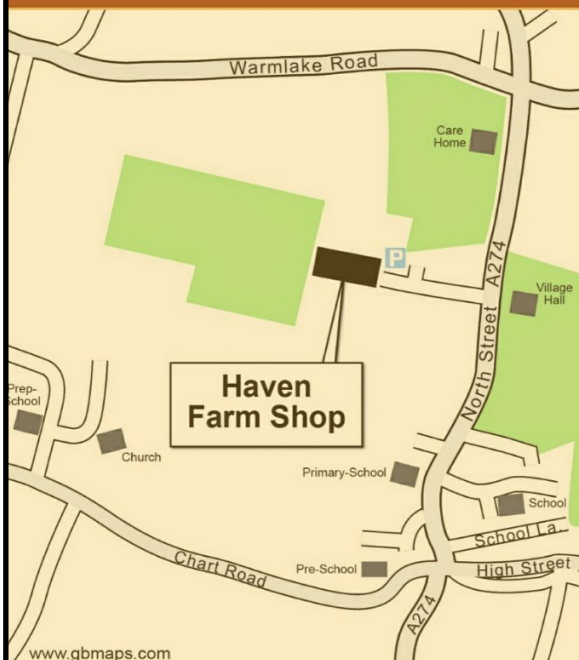 Warmlake Road
Care
Home
P
Village
Hall
North Street A274
Haven
Farm Shop
Prep-
School
Church
Primary-School
School
School La.
Chart Road
Pre-School
High Street
A274
www.gbmaps.com